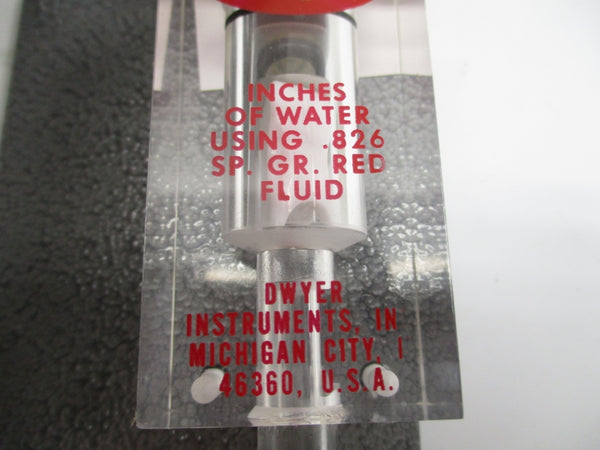 INCHES
OF WATER
USING .826
SP. GR. RED
FLUID
DWYER
INSTRUMENTS, IN
MICHIGAN CITY, I
46360, U.S.A.